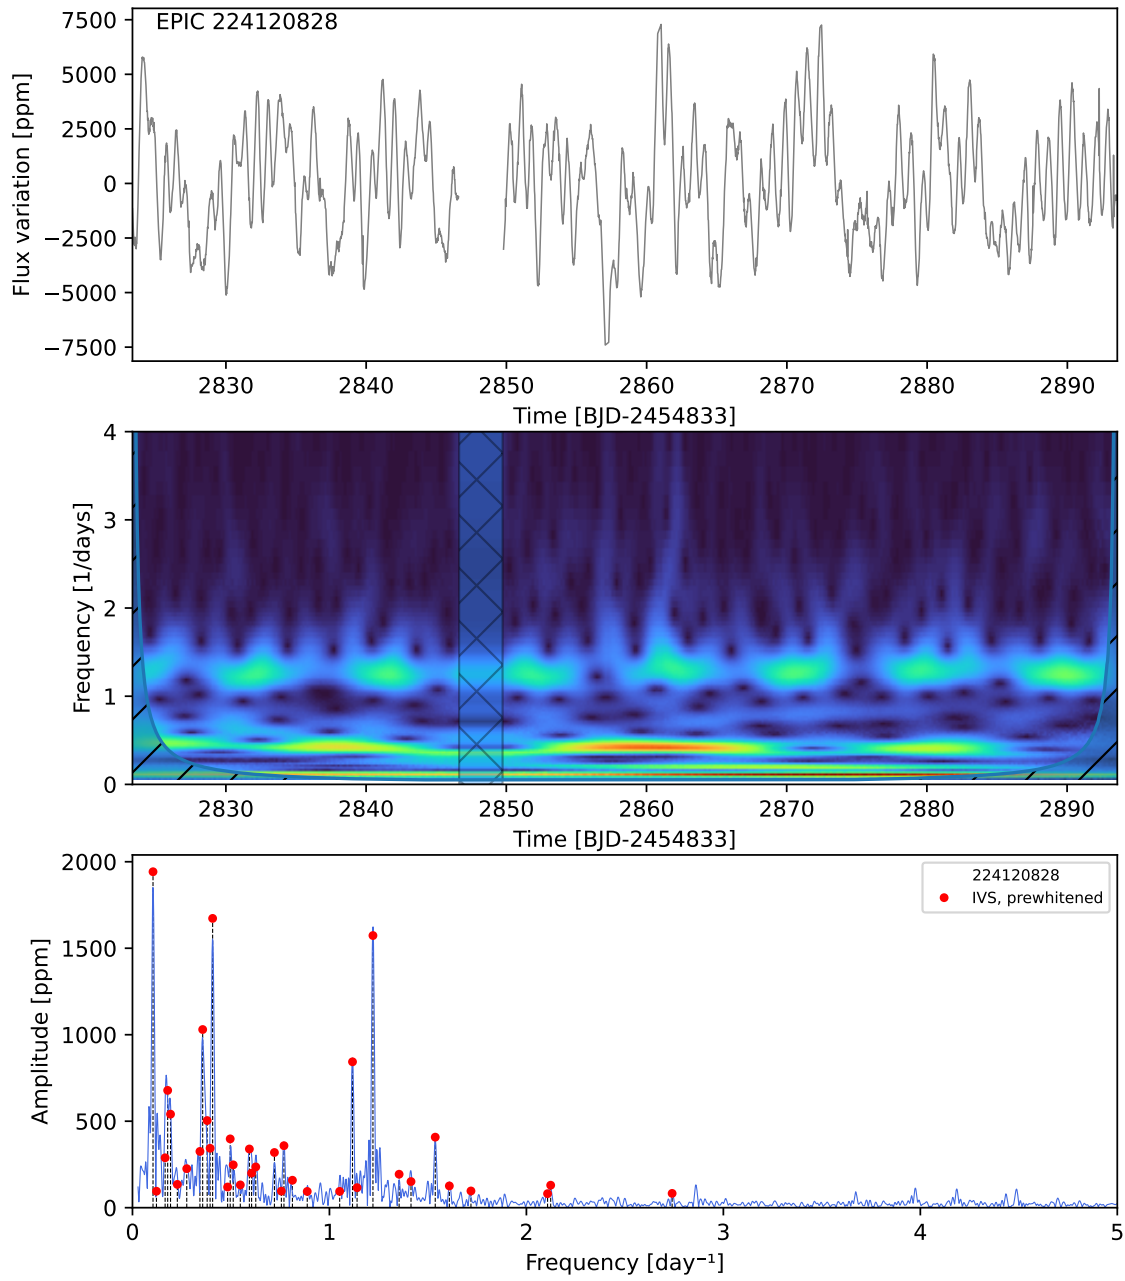 EPIC 224120828
Flux variation [ppm]
7500
5000
2500
0
−2500
−5000
−7500
2830 2840 2850 2860 2870 2880 2890
Time [BJD-2454833]
Frequency [1/days]
4
3
2
1
0
2830 2840 2850 2860 2870 2880 2890
Time [BJD-2454833]
Amplitude [ppm]
2000
1500
1000
500
0
224120828
IVS, prewhitened
0 1 2 3 4 5
Frequency [day⁻¹]